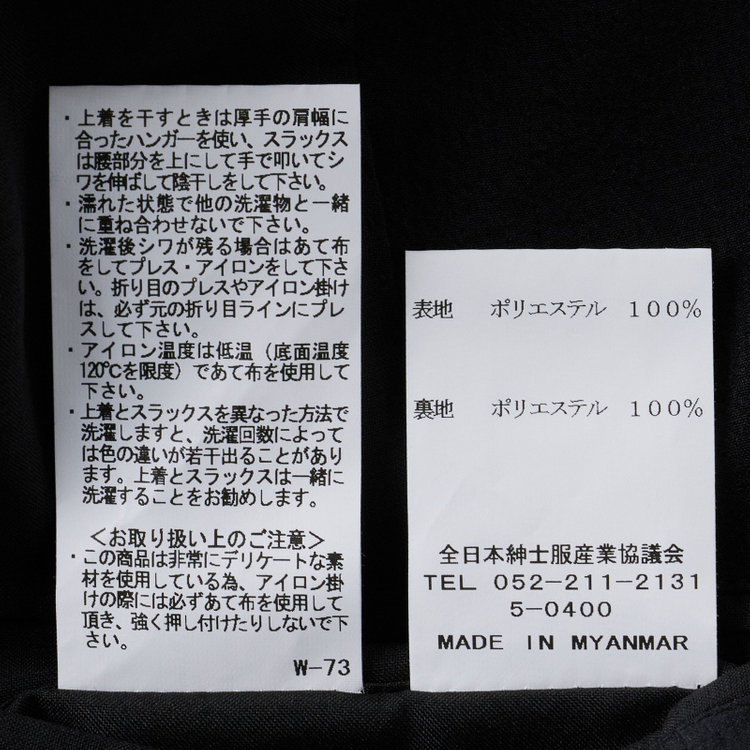 ・上着を干すときは厚手の肩幅に
合ったハンガーを使い、スラックス
は腰部分を上にして手で叩いてシ
ワを伸ばして陰干しをして下さい。
・濡れた状態で他の洗濯物と一緒
に重ね合わせないで下さい。
・洗濯後シワが残る場合はあて布
をしてプレス・アイロンをして下さ
い。折り目のプレスやアイロン掛け
は、必ず元の折り目ラインにプレ
スして下さい。
・アイロン温度は低温（底面温度
120℃を限度）であて布を使用して
下さい。
・上着とスラックスを異なった方法で
洗濯しますと、洗濯回数によって
は色の違いが若干出ることがあり
ます。上着とスラックスは一緒に
洗濯することをお勧めします。
＜お取り扱い上のご注意＞
・この商品は非常にデリケートな素
材を使用している為、アイロン掛
けの際には必ずあて布を使用して
頂き、強く押し付けたりしないで下
さい。
W-73
表地 ポリエステル 100%
裏地 ポリエステル 100%
全日本紳士服産業協議会
TEL 052-211-2131
5-0400
MADE IN MYANMAR